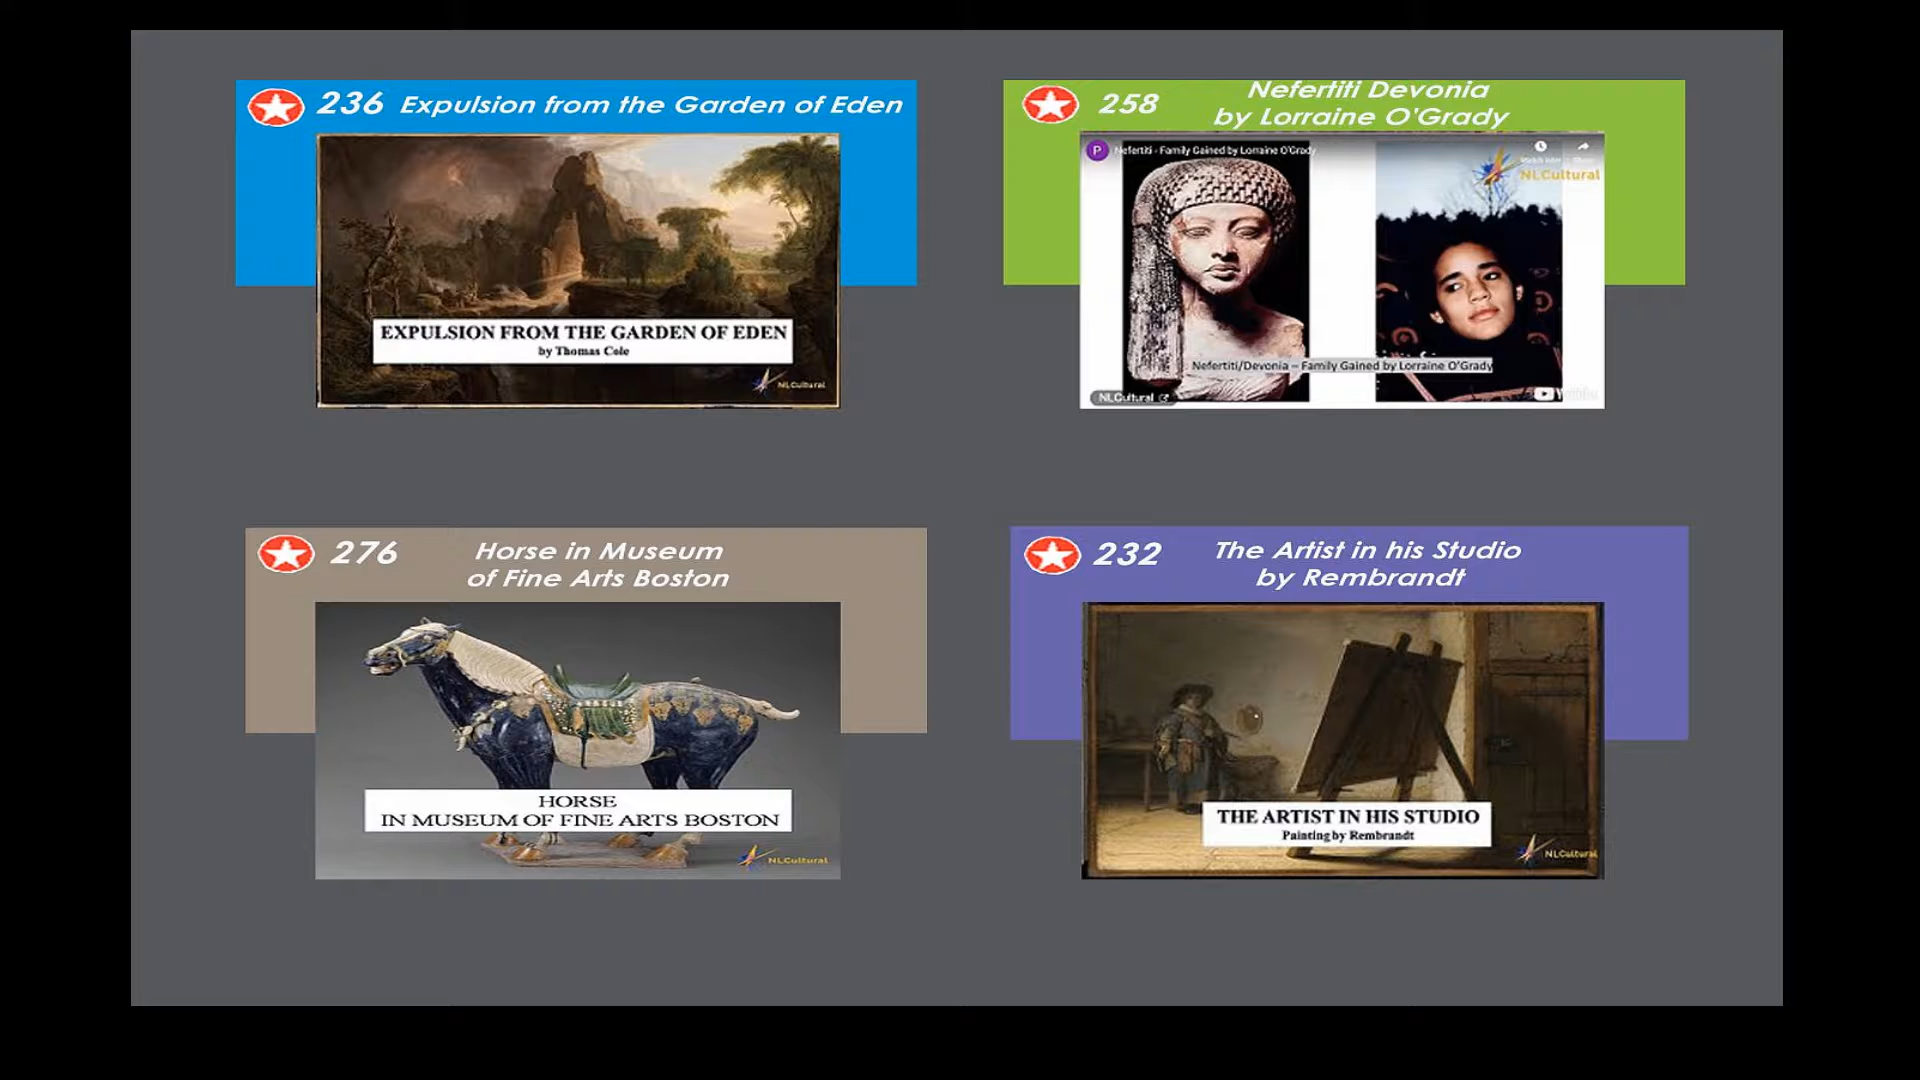 236 Expulsion from the Garden of Eden
EXPULSION FROM THE GARDEN OF EDEN
by Thomas Cole
NLCultural
258
Nefertiti Devonia
by Lorraine O'Grady
P
Nefertiti - Family Gained by Lorraine O'Grady
NLCultural
Nefertiti/Devonia – Family Gained by Lorraine O'Grady
NLCultural
276
Horse in Museum
of Fine Arts Boston
HORSE
IN MUSEUM OF FINE ARTS BOSTON
NLCultural
232
The Artist in his Studio
by Rembrandt
THE ARTIST IN HIS STUDIO
Painting by Rembrandt
NLCultural